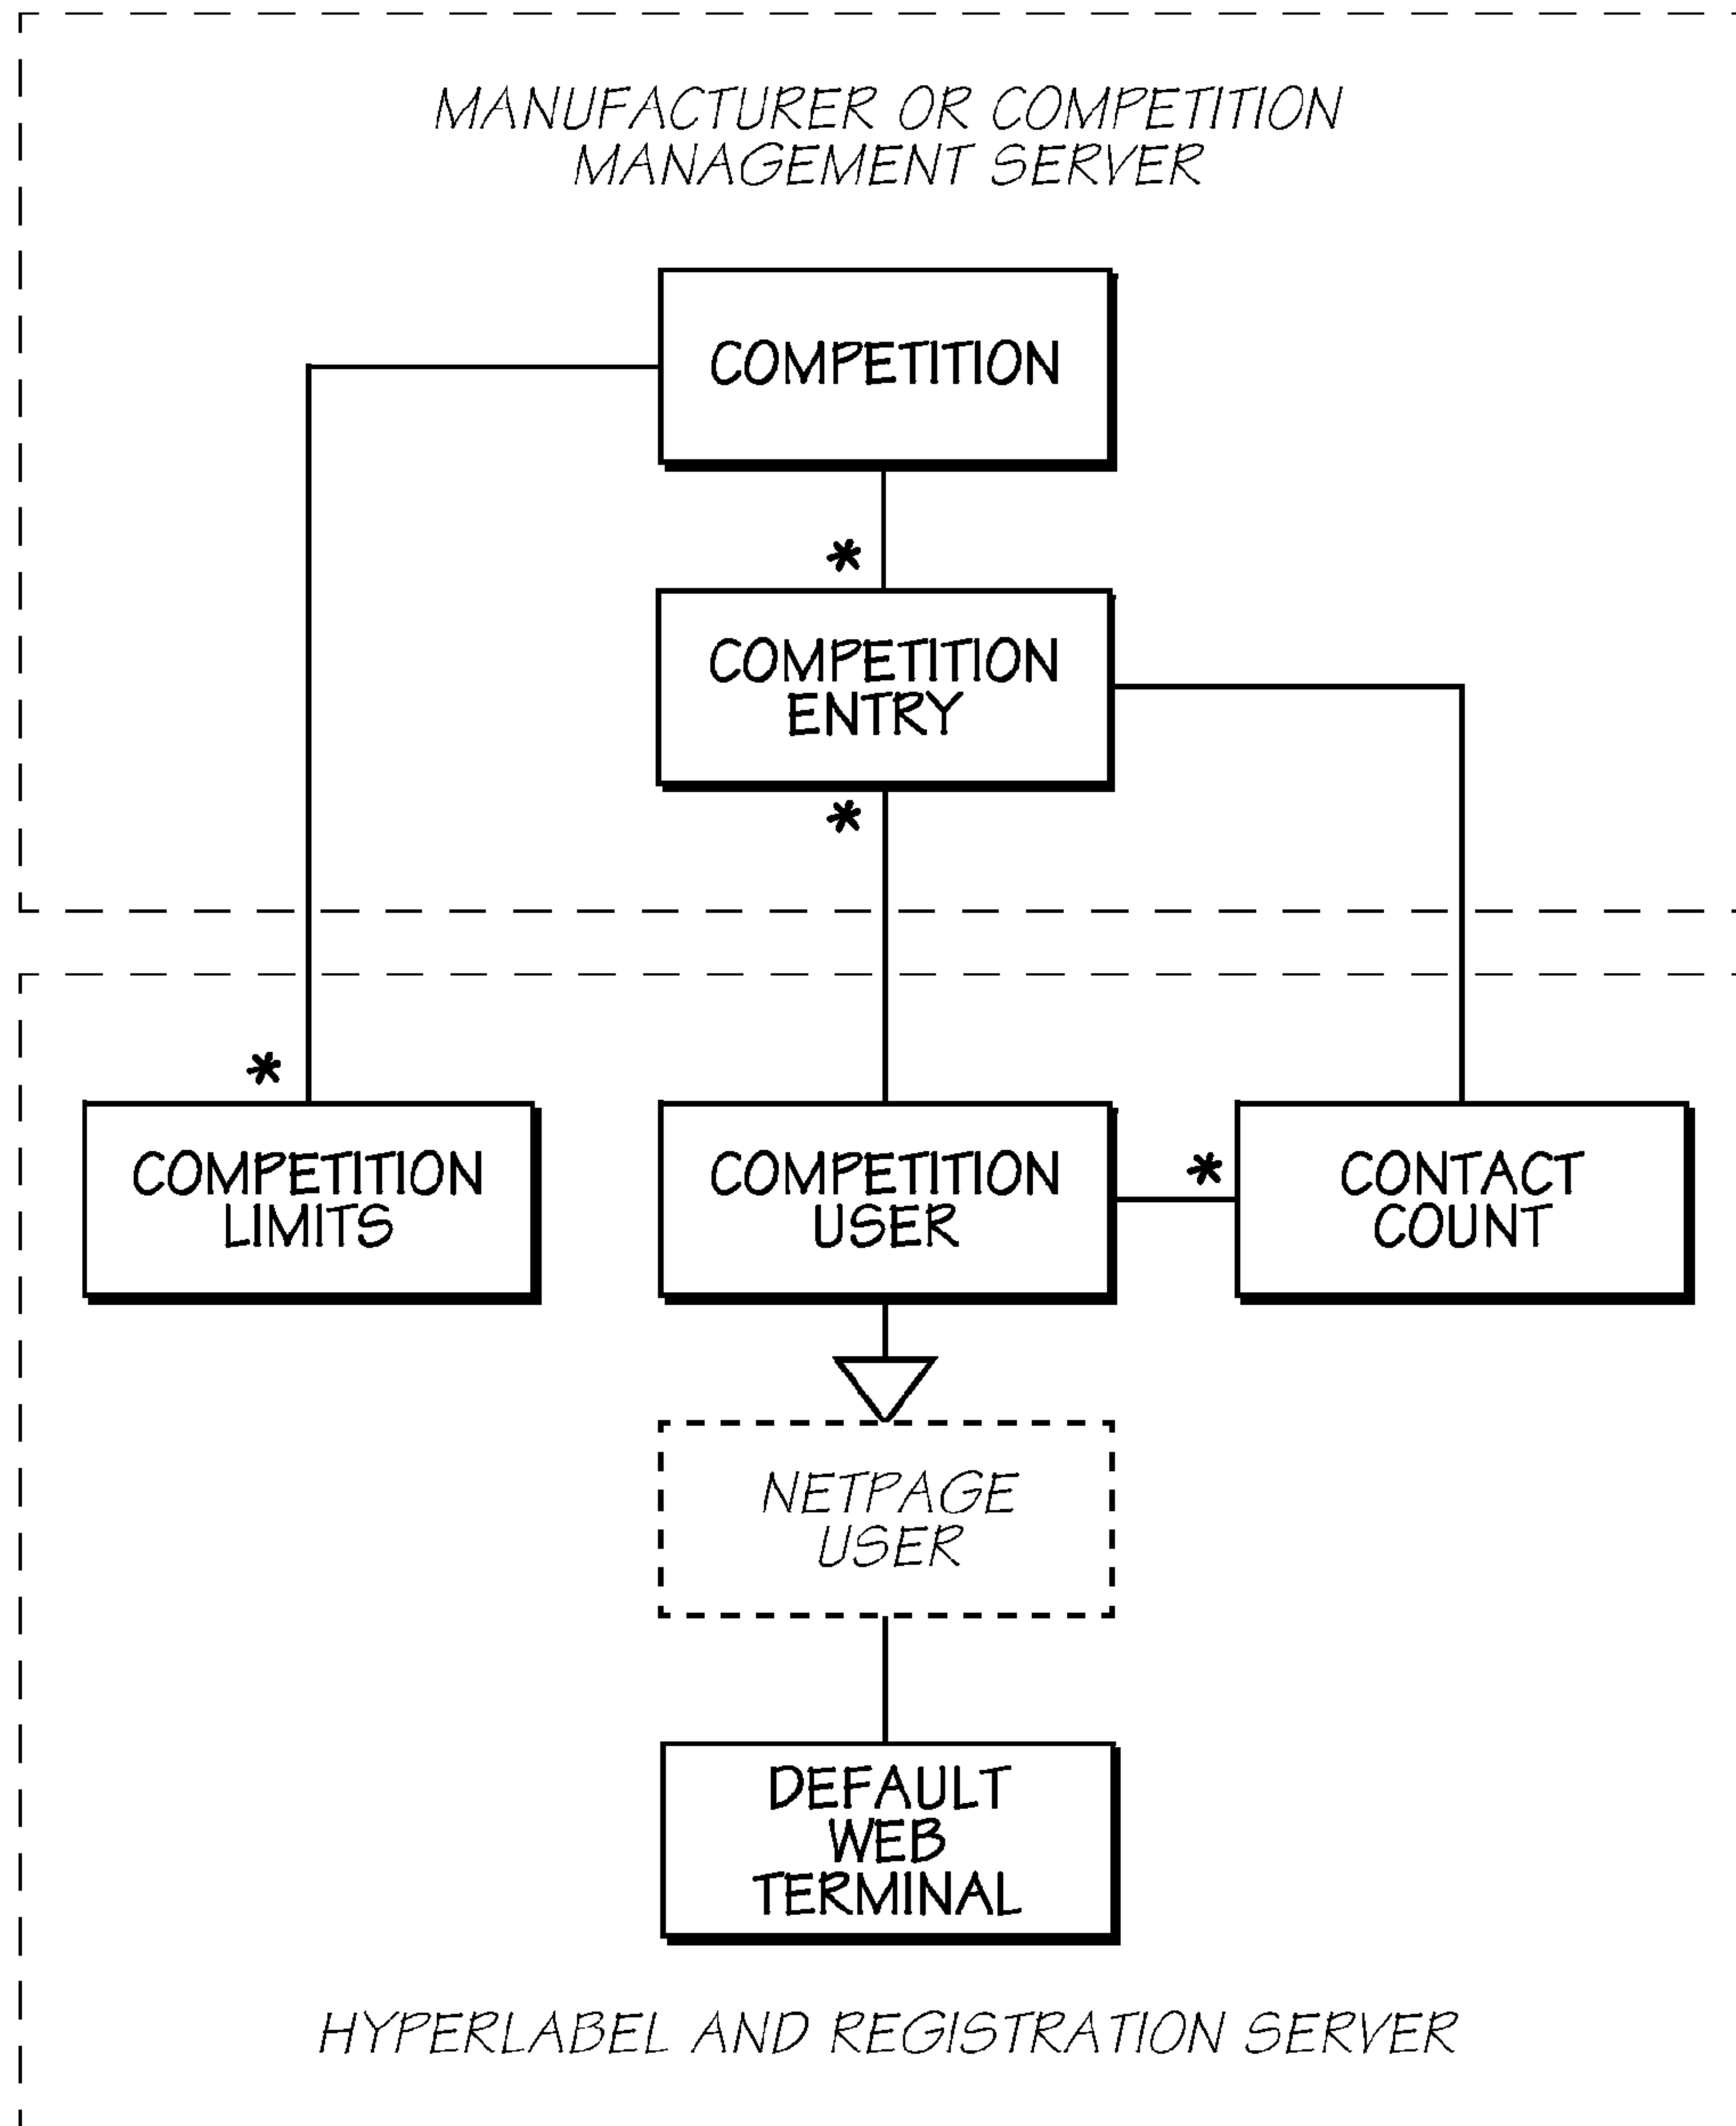 MANUFACTURER OR COMPETITION
MANAGEMENT SERVER
COMPETITION
*
COMPETITION
ENTRY
*
*
COMPETITION
LIMITS
COMPETITION
USER
*
CONTACT
COUNT
NETPAGE
USER
DEFAULT
WEB
TERMINAL
HYPERLABEL AND REGISTRATION SERVER